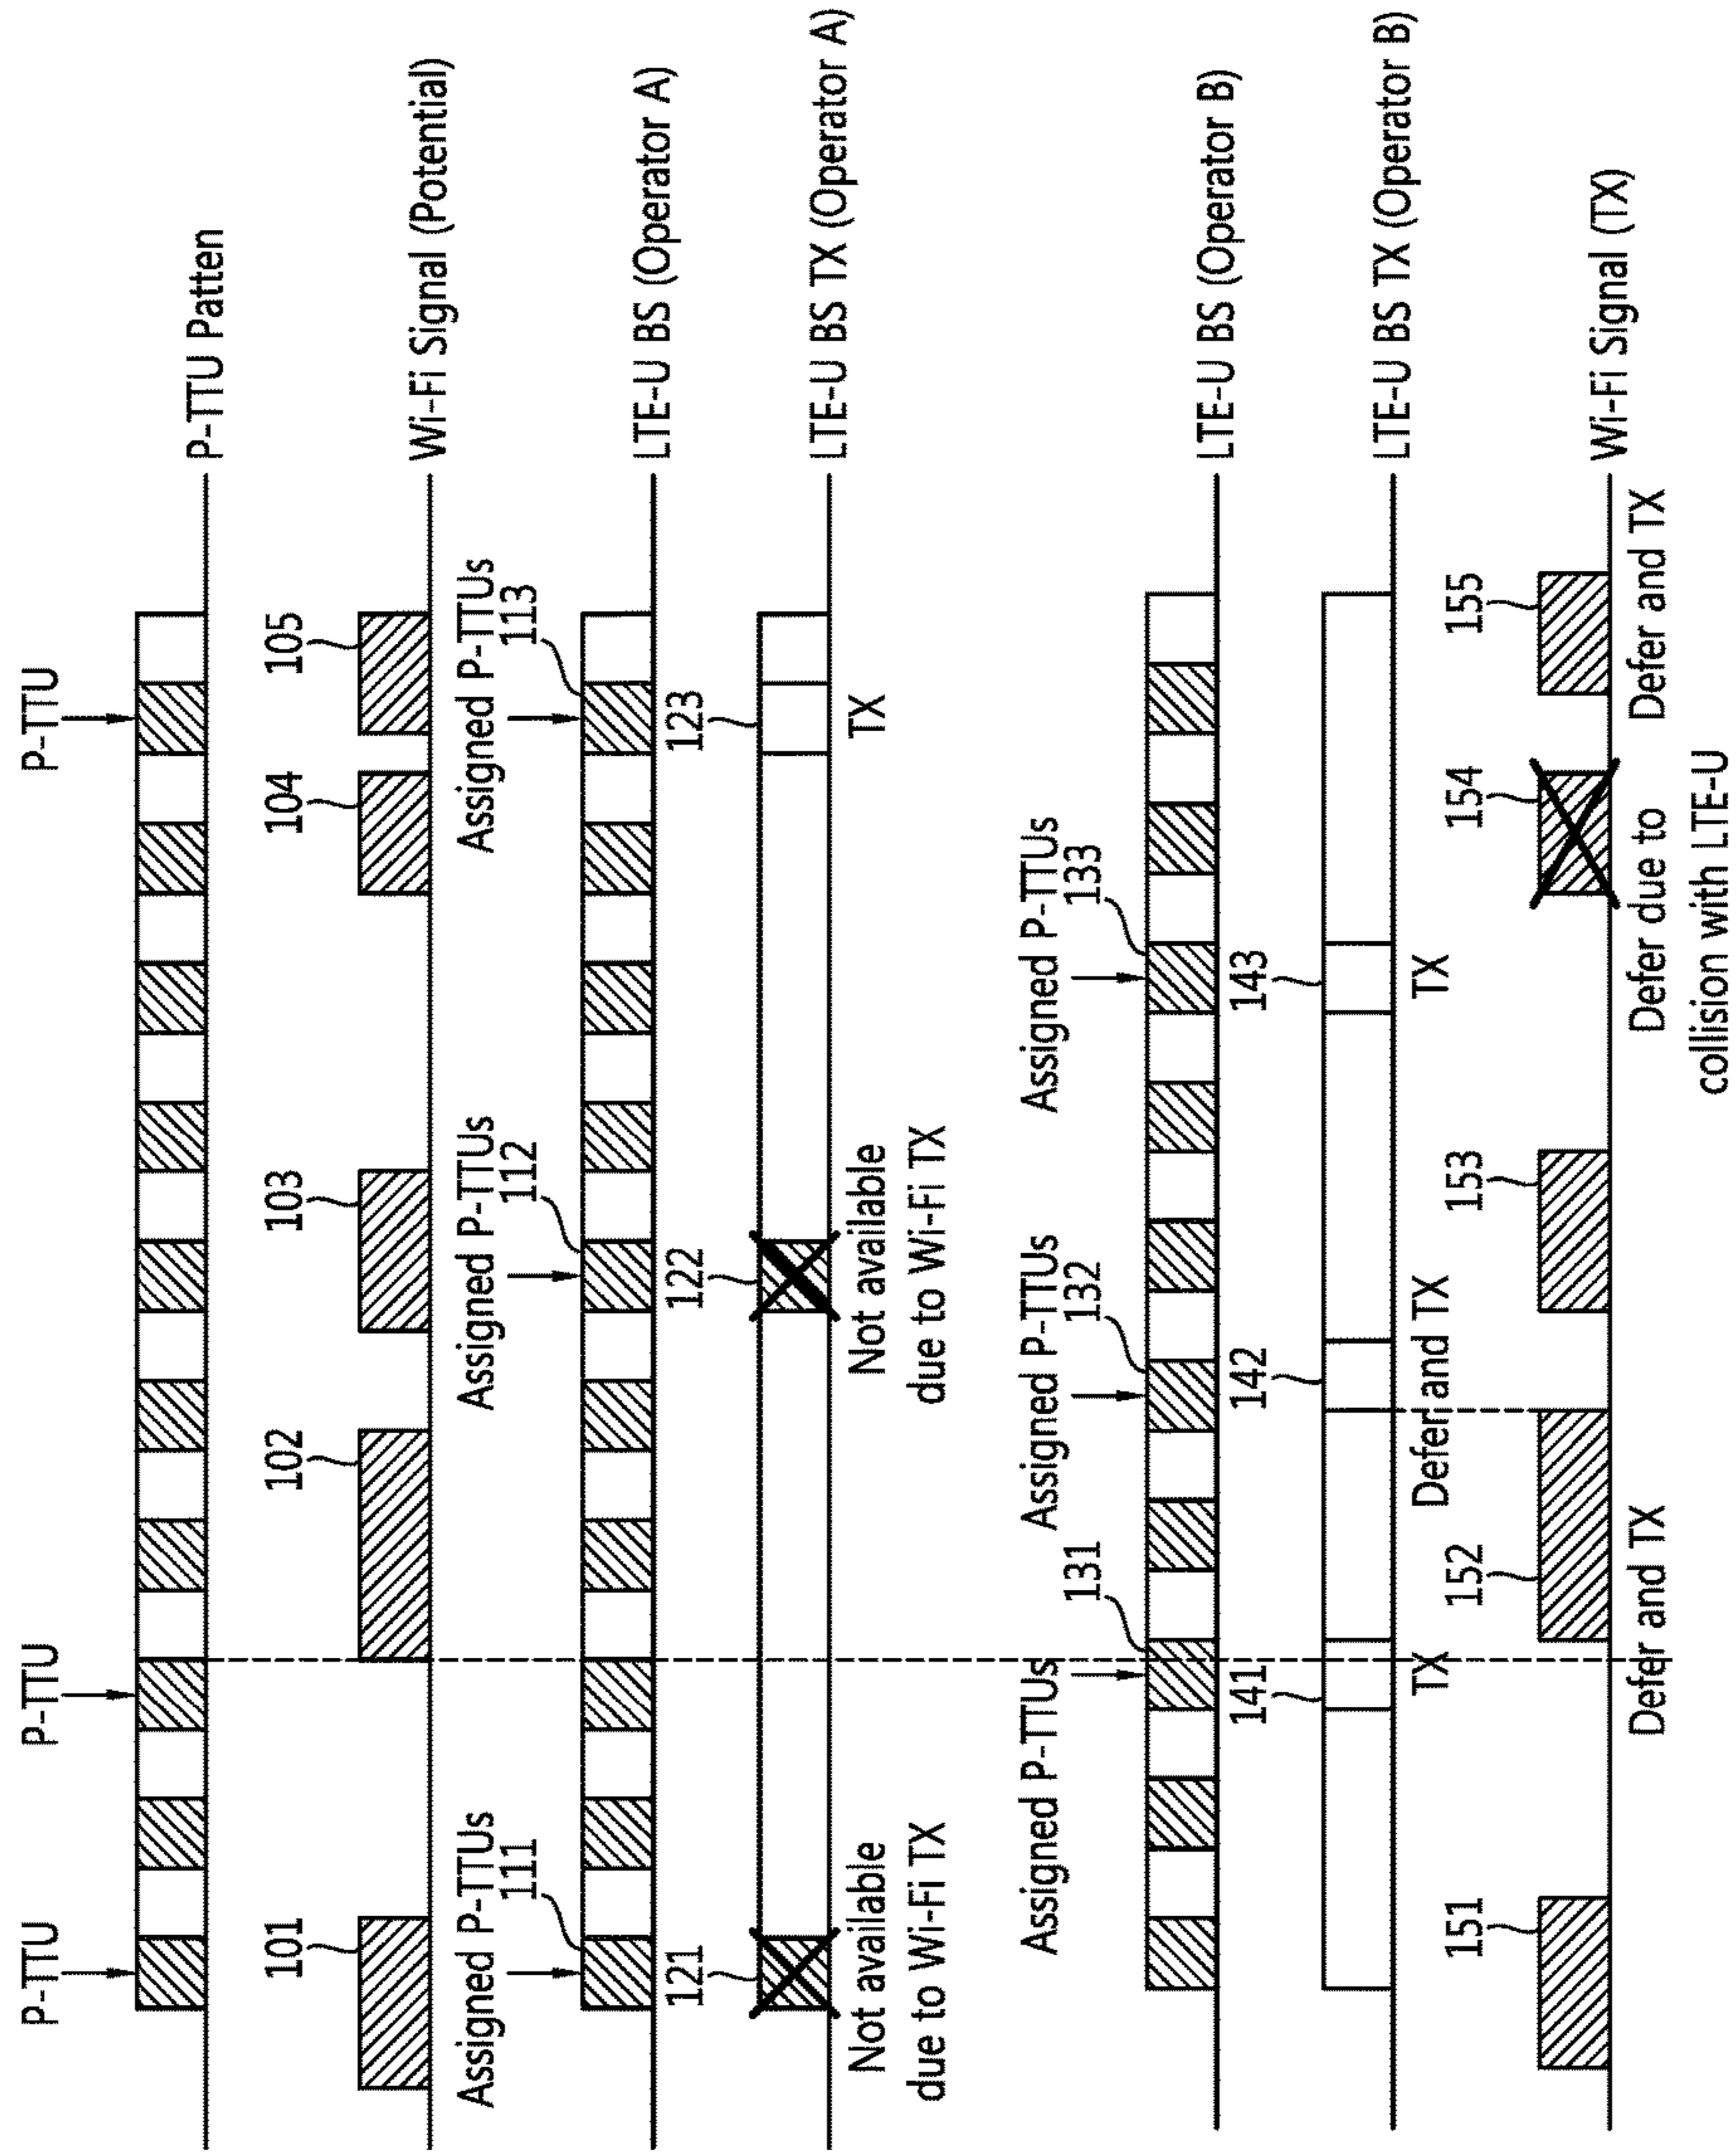 P-TTU
P-TTU
P-TTU
P-TTU Patten
101
102
103
104
105
Wi-Fi Signal (Potential)
Assigned P-TTUs
111
Assigned P-TTUs
112
Assigned P-TTUs
113
LTE-U BS (Operator A)
121
122
123
LTE-U BS TX (Operator A)
Not available
due to Wi-Fi TX
Not available
due to Wi-Fi TX
TX
Assigned P-TTUs
131
Assigned P-TTUs
132
Assigned P-TTUs
133
LTE-U BS (Operator B)
141
142
143
LTE-U BS TX (Operator B)
TX
Defer and TX
TX
151
152
153
154
155
Wi-Fi Signal (TX)
Defer and TX
Defer due to
collision with LTE-U
Defer and TX